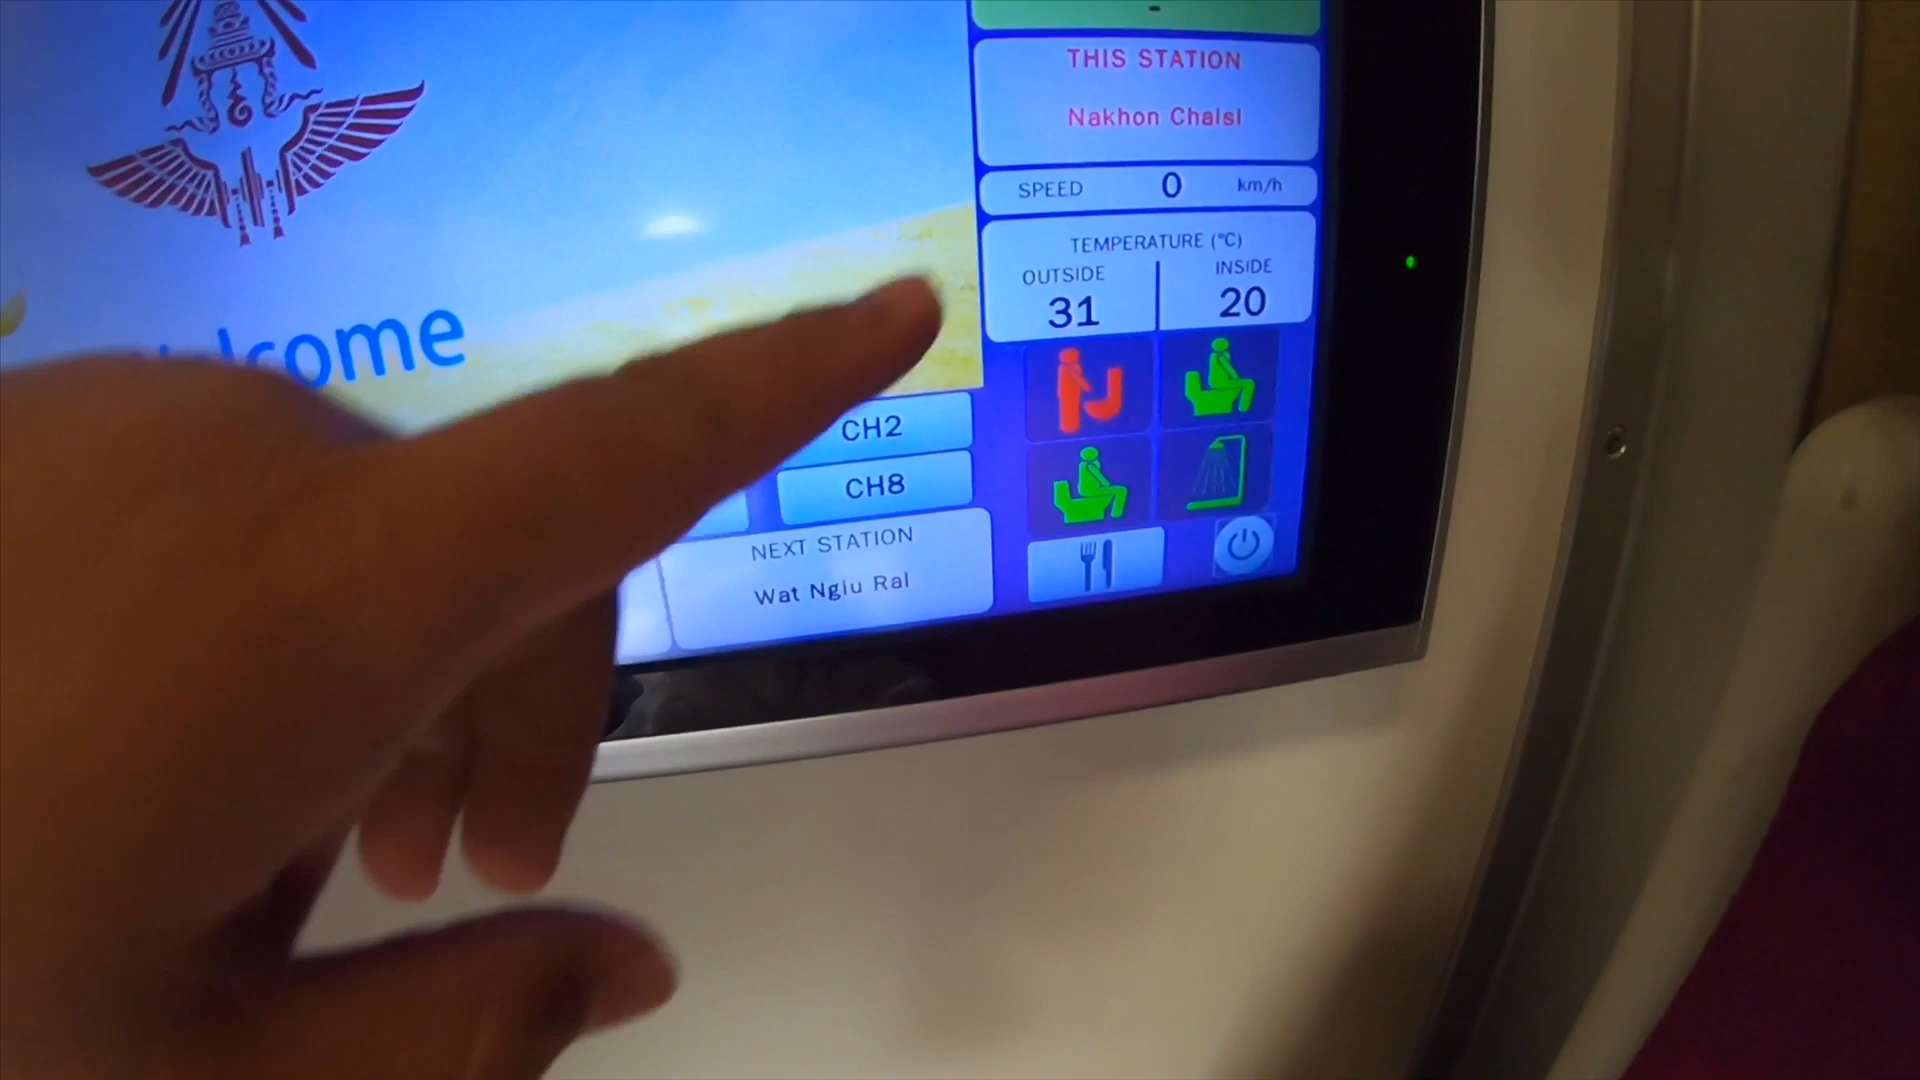 -
THIS STATION
Nakhon Chaisi
SPEED 0 km/h
TEMPERATURE (°C)
OUTSIDE INSIDE
31 20
elcome
CH2
CH8
NEXT STATION
Wat Ngiu Rai